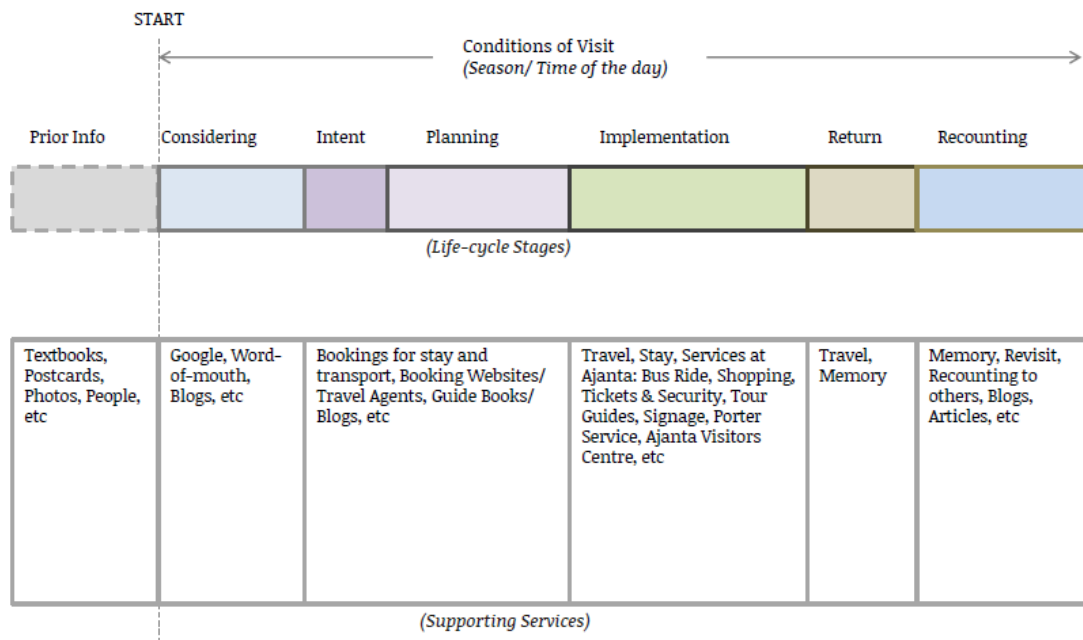 START
Conditions of Visit
(Season/ Time of the day)
Prior Info
Considering
Intent
Planning
Implementation
Return
Recounting
(Life-cycle Stages)
Textbooks,
Postcards,
Photos, People,
etc
Google, Word-
of-mouth,
Blogs, etc
Bookings for stay and
transport, Booking Websites/
Travel Agents, Guide Books/
Blogs, etc
Travel, Stay, Services at
Ajanta: Bus Ride, Shopping,
Tickets & Security, Tour
Guides, Signage, Porter
Service, Ajanta Visitors
Centre, etc
Travel,
Memory
Memory, Revisit,
Recounting to
others, Blogs,
Articles, etc
(Supporting Services)